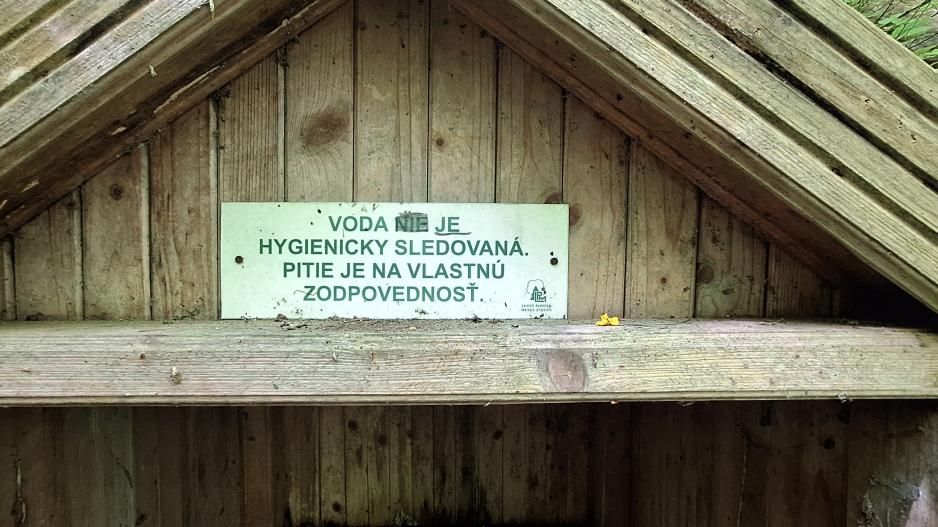 VODA NIE JE
HYGIENICKY SLEDOVANÁ.
PITIE JE NA VLASTNÚ
ZODPOVEDNOSŤ.